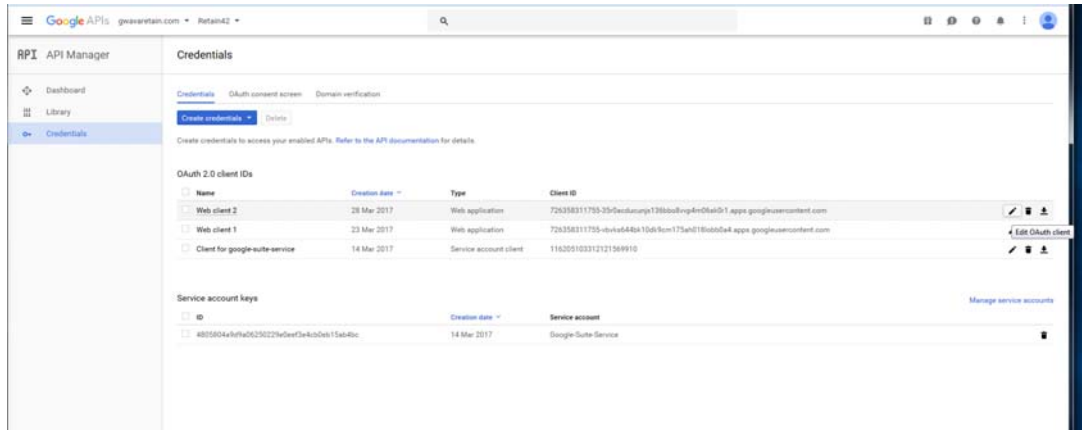 Google APIs gwavaretain.com Retain42
API API Manager
Credentials
Dashboard
Library
Credentials
Credentials OAuth consent screen Domain verification
Create credentials Delete
Create credentials to access your enabled APIs. Refer to the API documentation for details.
OAuth 2.0 client IDs
Name Creation date Type Client ID
Web client 2 28 Mar 2017 Web application
Edit OAuth client
Web client 1 23 Mar 2017 Web application
Client for google-suite-service 14 Mar 2017 Service account client 116205103312121569910
Service account keys Manage service accounts
ID Creation date Service account
14 Mar 2017 Google-Suite-Service